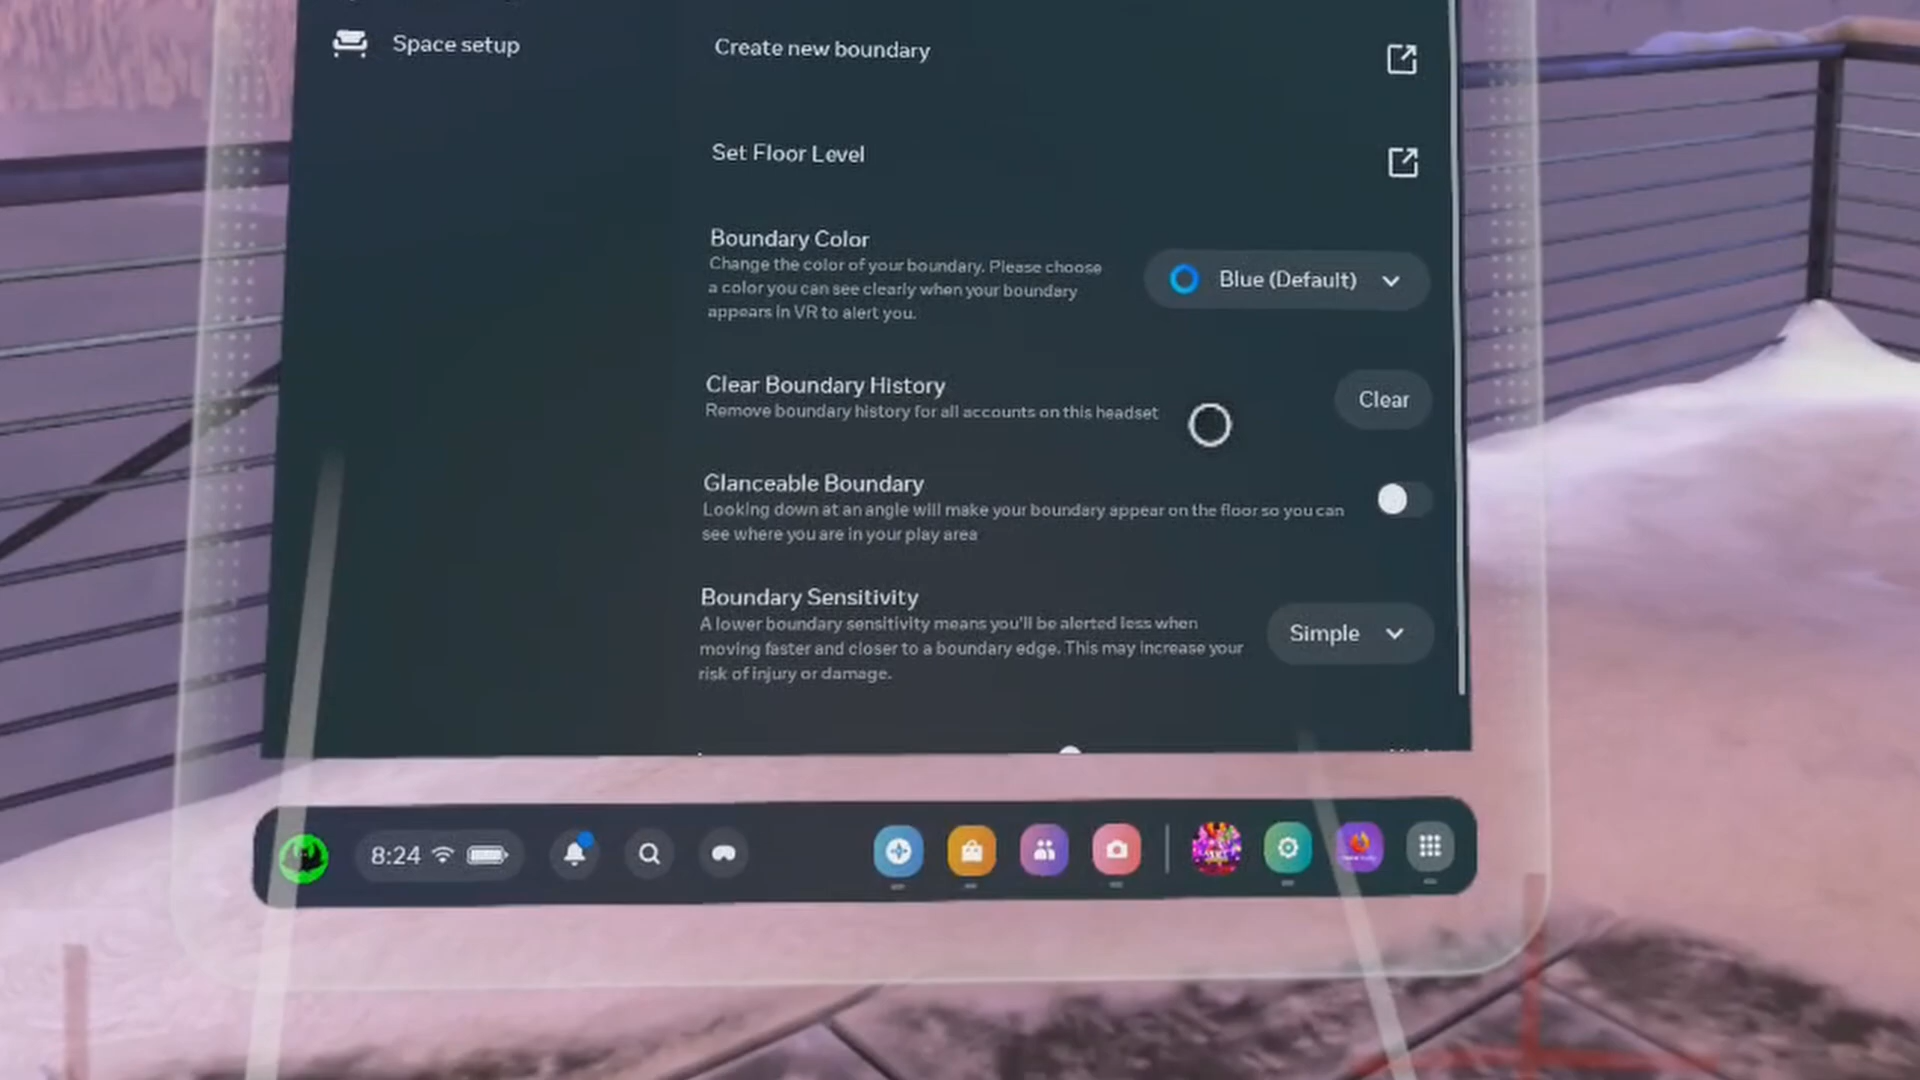 Space setup
Create new boundary
Set Floor Level
Boundary Color
Change the color of your boundary. Please choose
a color you can see clearly when your boundary
appears in VR to alert you.
Blue (Default)
Clear Boundary History
Remove boundary history for all accounts on this headset
Clear
Glanceable Boundary
Looking down at an angle will make your boundary appear on the floor so you can
see where you are in your play area
Boundary Sensitivity
A lower boundary sensitivity means you'll be alerted less when
moving faster and closer to a boundary edge. This may increase your
risk of injury or damage.
Simple
8:24